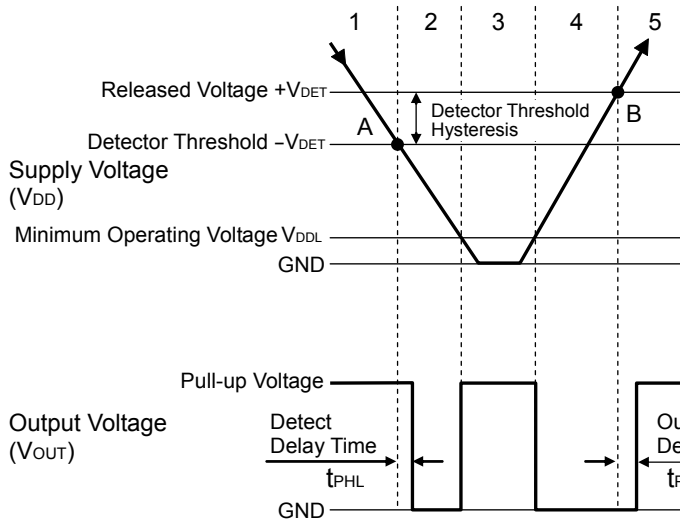 1 2 3 4 5
Released Voltage +VDET
Detector Threshold
Hysteresis
A
B
Detector Threshold –VDET
Supply Voltage
(VDD)
Minimum Operating Voltage VDDL
GND
Pull-up Voltage
Output Voltage
(VOUT)
Detect
Delay Time
tPHL
GND